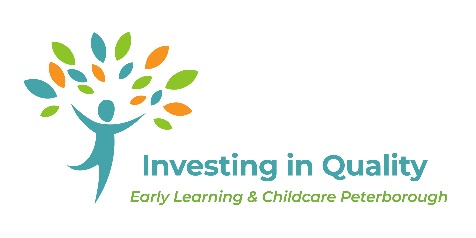 Investing in Quality
Early Learning & Childcare Peterborough